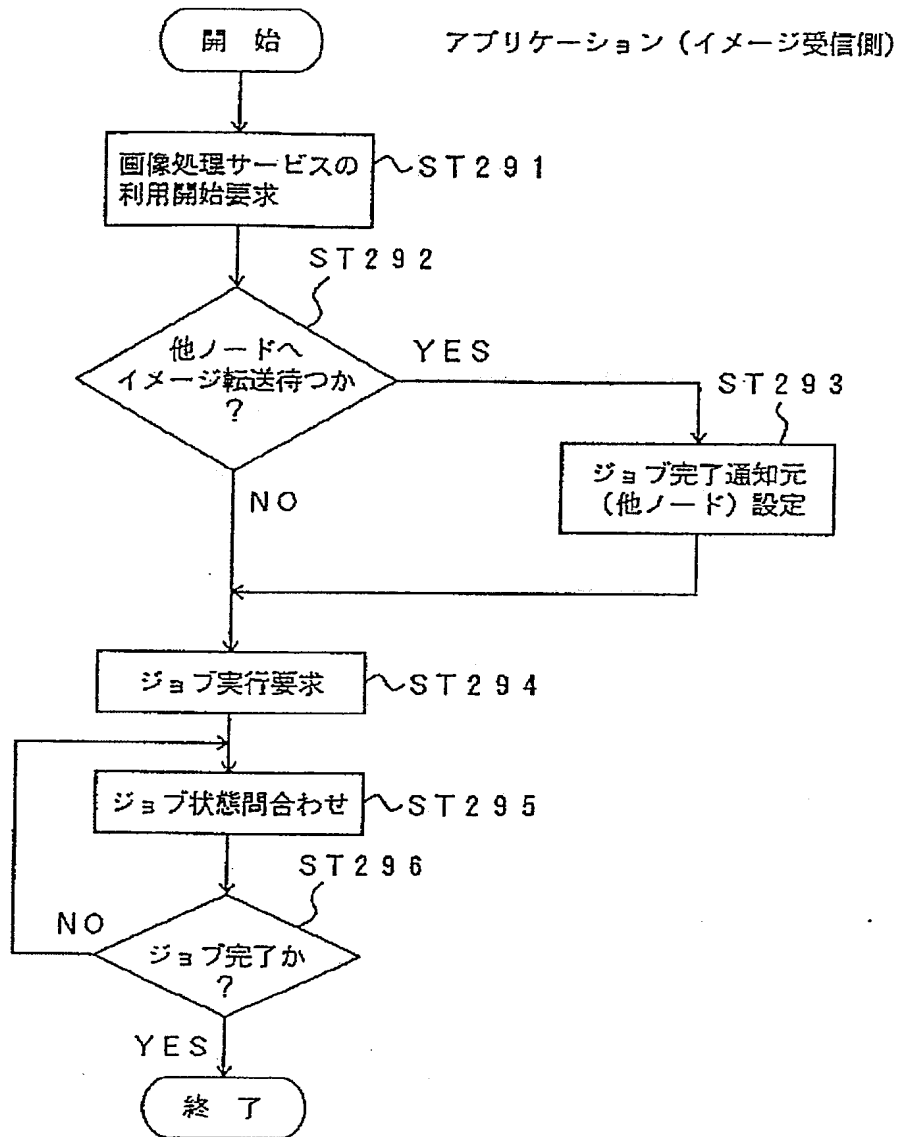 開 始
アプリケーション（イメージ受信側）
画像処理サービスの
利用開始要求
ST291
ST292
他ノードへ
イメージ転送待つか
？
YES
ST293
ジョブ完了通知元
（他ノード）設定
NO
ジョブ実行要求
ST294
ジョブ状態問合わせ
ST295
ST296
NO
ジョブ完了か
？
YES
終 了